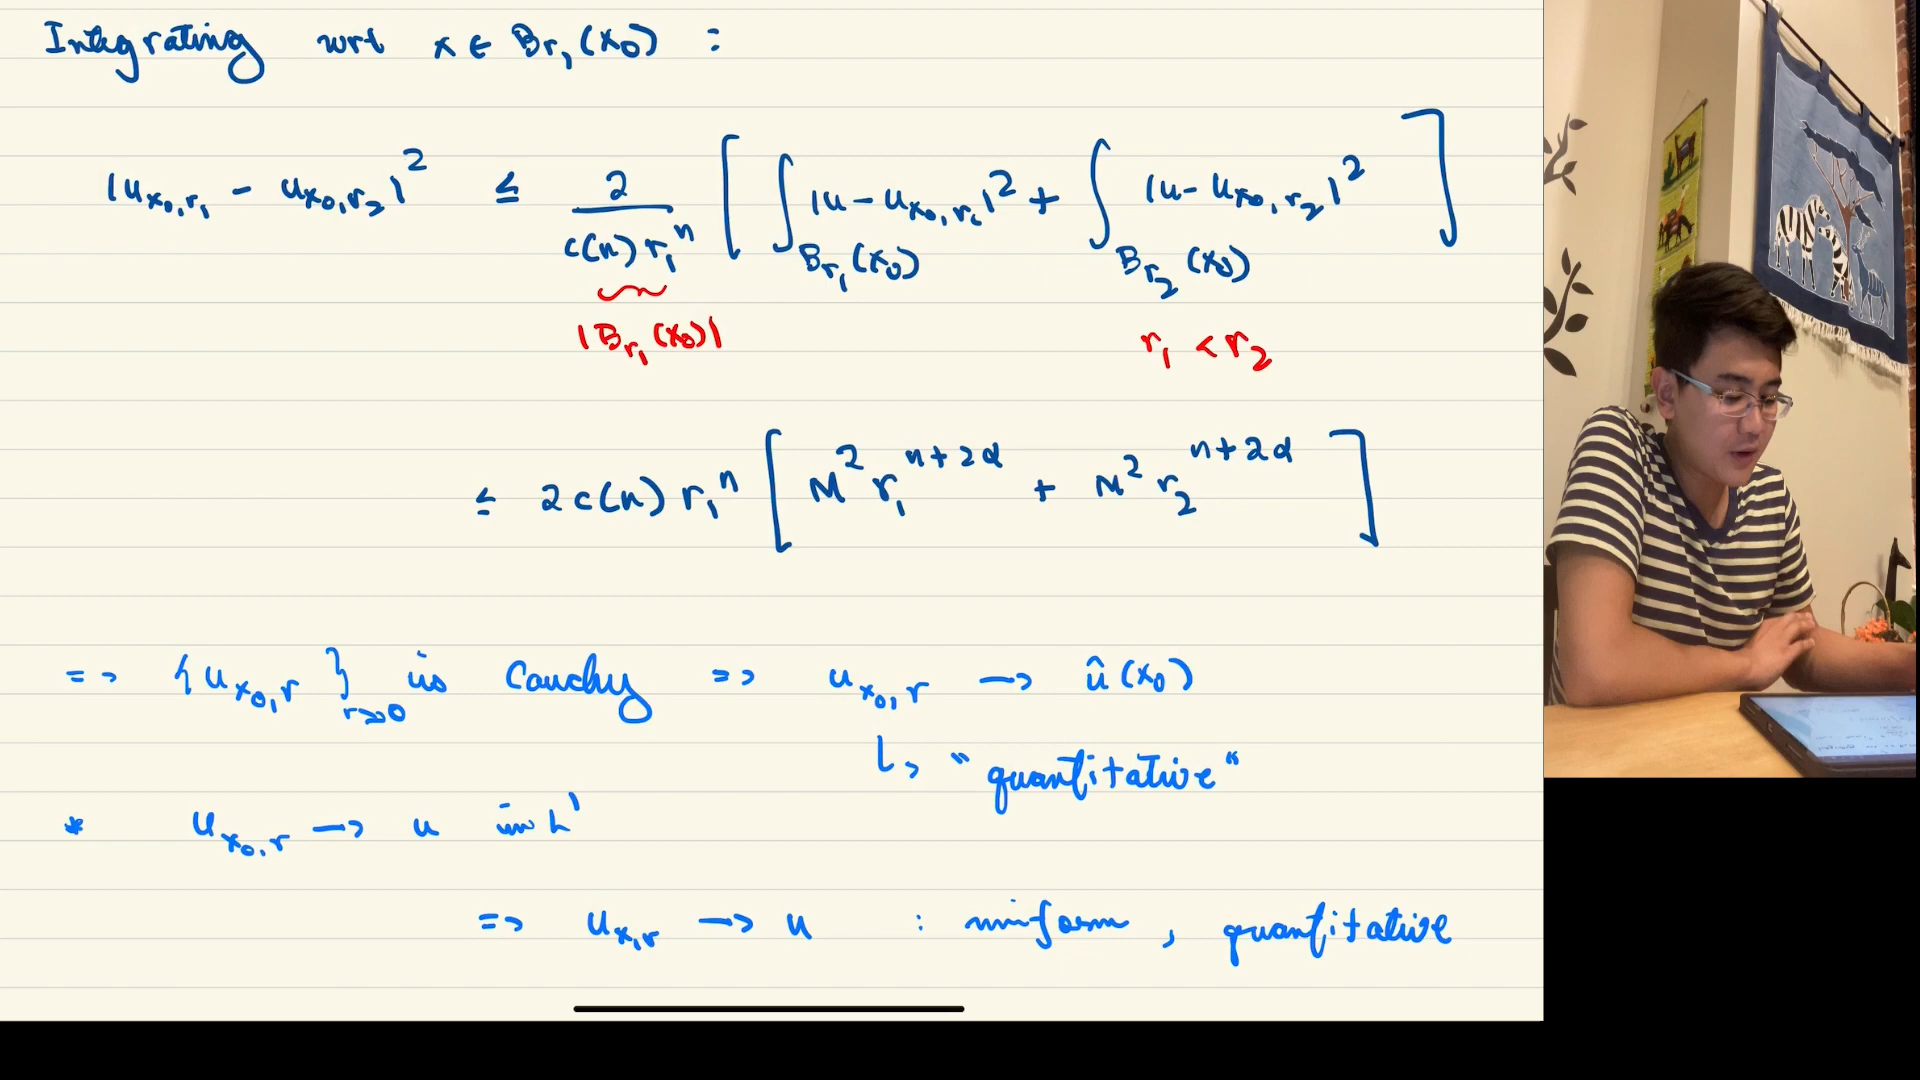 Integrating wrt x ∈ B_{r_1}(x_0) :
|u_{x_0,r_1} - u_{x_0,r_2}|^2 ≤ \frac{2}{c(n) r_1^n} [ ∫_{B_{r_1}(x_0)} |u - u_{x_0,r_1}|^2 + ∫_{B_{r_2}(x_0)} |u - u_{x_0,r_2}|^2 ]
|B_{r_1}(x_0)| r_1 < r_2
≤ 2 c(n) r_1^n [ M^2 r_1^{n+2α} + M^2 r_2^{n+2α} ]
=> {u_{x_0,r}}_{r>0} is Cauchy => u_{x_0,r} → û(x_0)
↳ "quantitative"
* u_{x_0,r} → u in L^1
=> u_{x,r} → u : uniform, quantitative